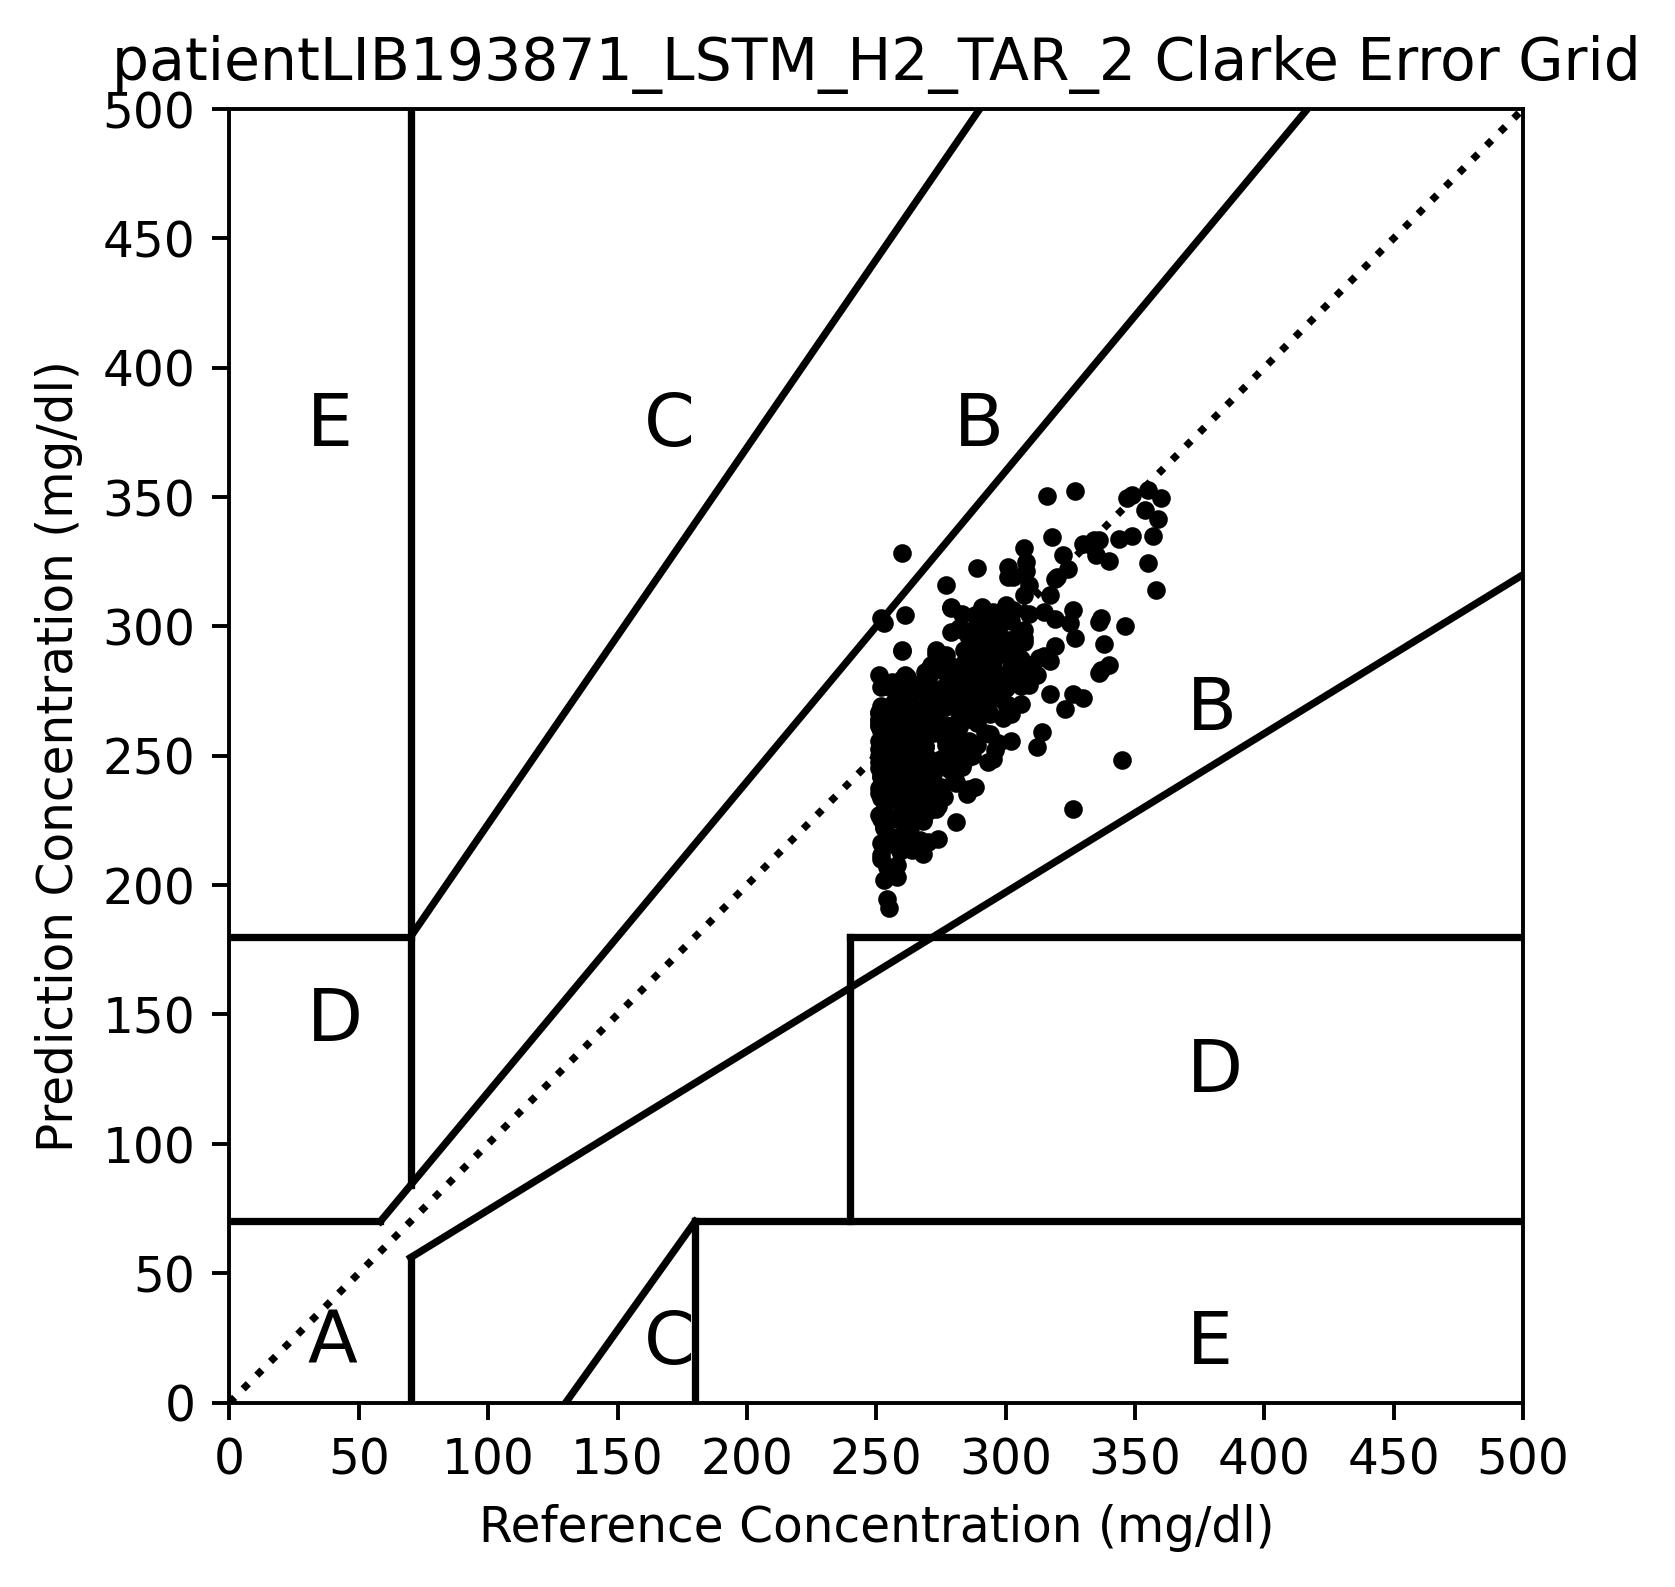 patientLIB193871_LSTM_H2_TAR_2 Clarke Error Grid
500
450
400
350
300
250
200
150
100
50
0
Prediction Concentration (mg/dl)
E
C
B
B
D
D
A
C
E
0 50 100 150 200 250 300 350 400 450 500
Reference Concentration (mg/dl)